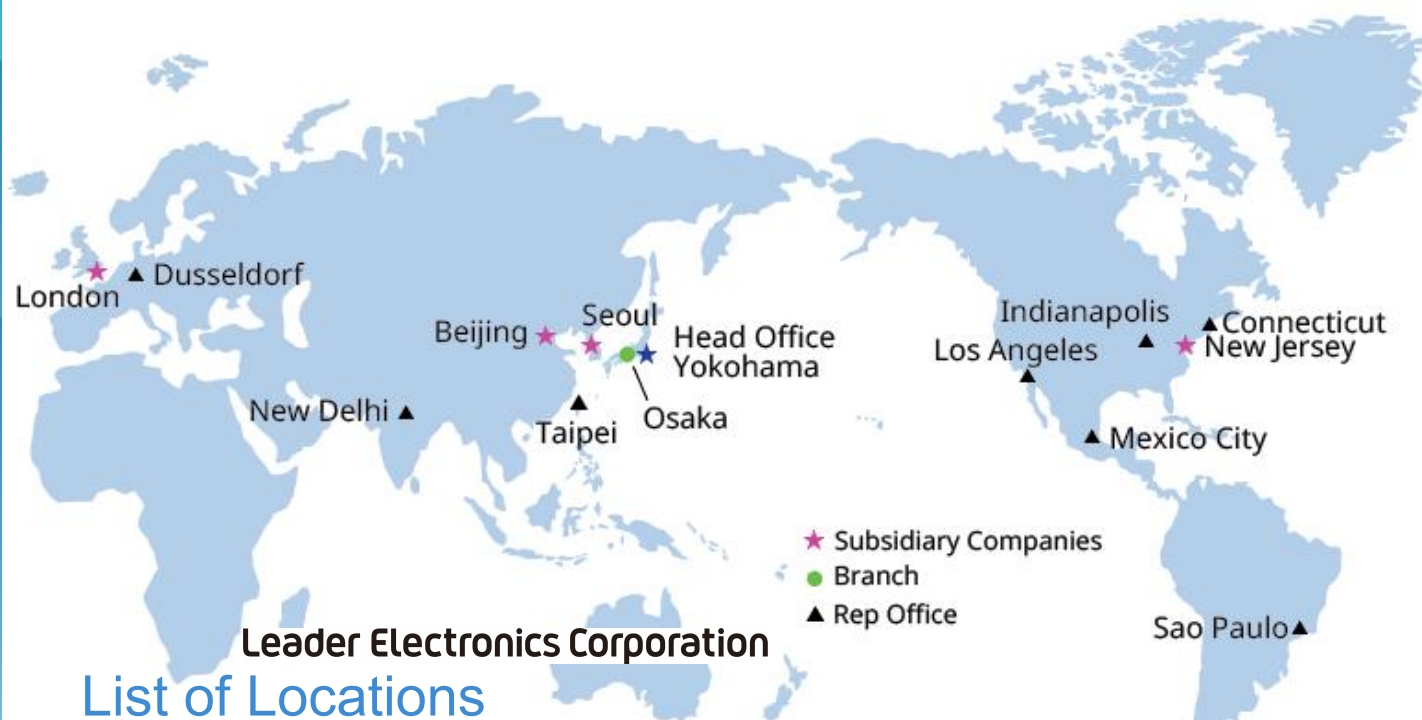 Dusseldorf
London
Seoul
Beijing
Head Office
Yokohama
Osaka
New Delhi
Taipei
Indianapolis
Connecticut
New Jersey
Los Angeles
Mexico City
Subsidiary Companies
Branch
Rep Office
Sao Paulo
Leader Electronics Corporation
List of Locations